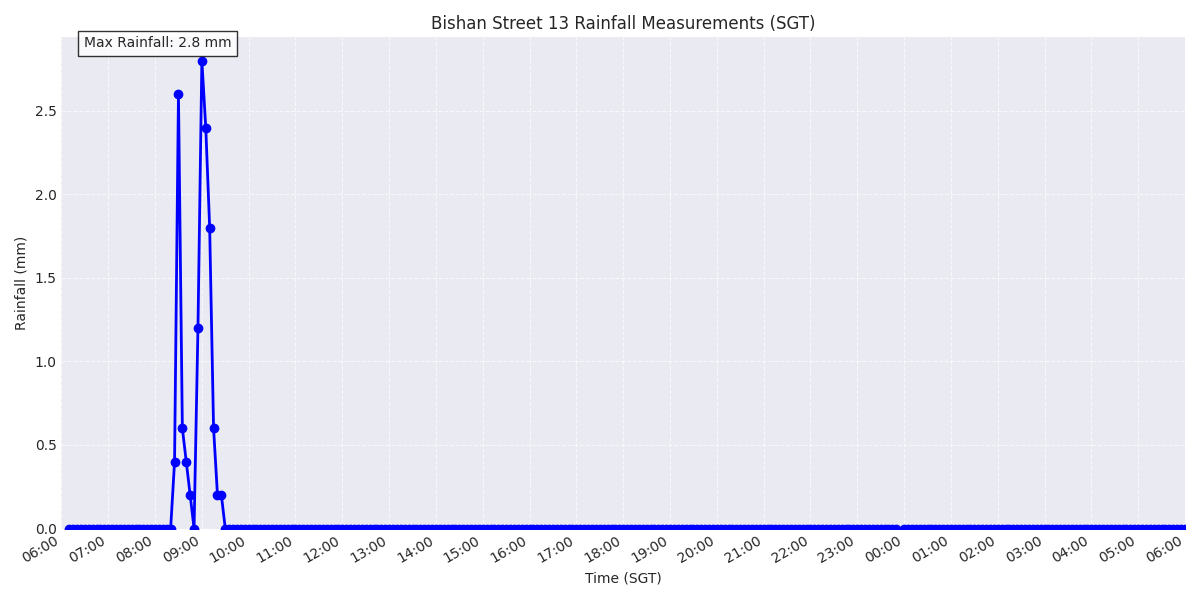 Bishan Street 13 Rainfall Measurements (SGT)
Max Rainfall: 2.8 mm
Rainfall (mm)
2.5
2.0
1.5
1.0
0.5
0.0
06:00 07:00 08:00 09:00 10:00 11:00 12:00 13:00 14:00 15:00 16:00 17:00 18:00 19:00 20:00 21:00 22:00 23:00 00:00 01:00 02:00 03:00 04:00 05:00 06:00
Time (SGT)